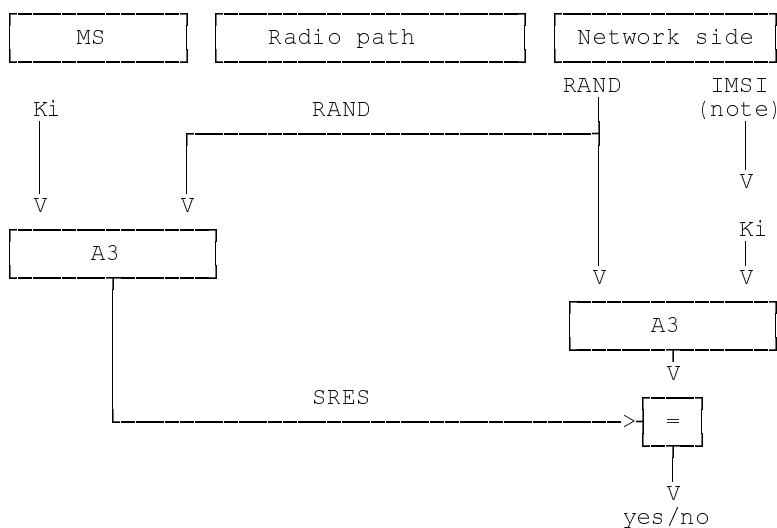 MS Radio path Network side
RAND IMSI
Ki RAND (note)
V
V V
Ki
A3
V V
A3
V
SRES
> =
V
yes/no